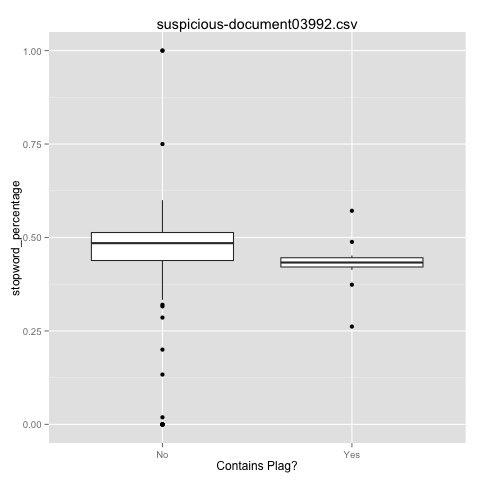 suspicious-document03992.csv
stopword_percentage
1.00
0.75
0.50
0.25
0.00
No
Yes
Contains Plag?